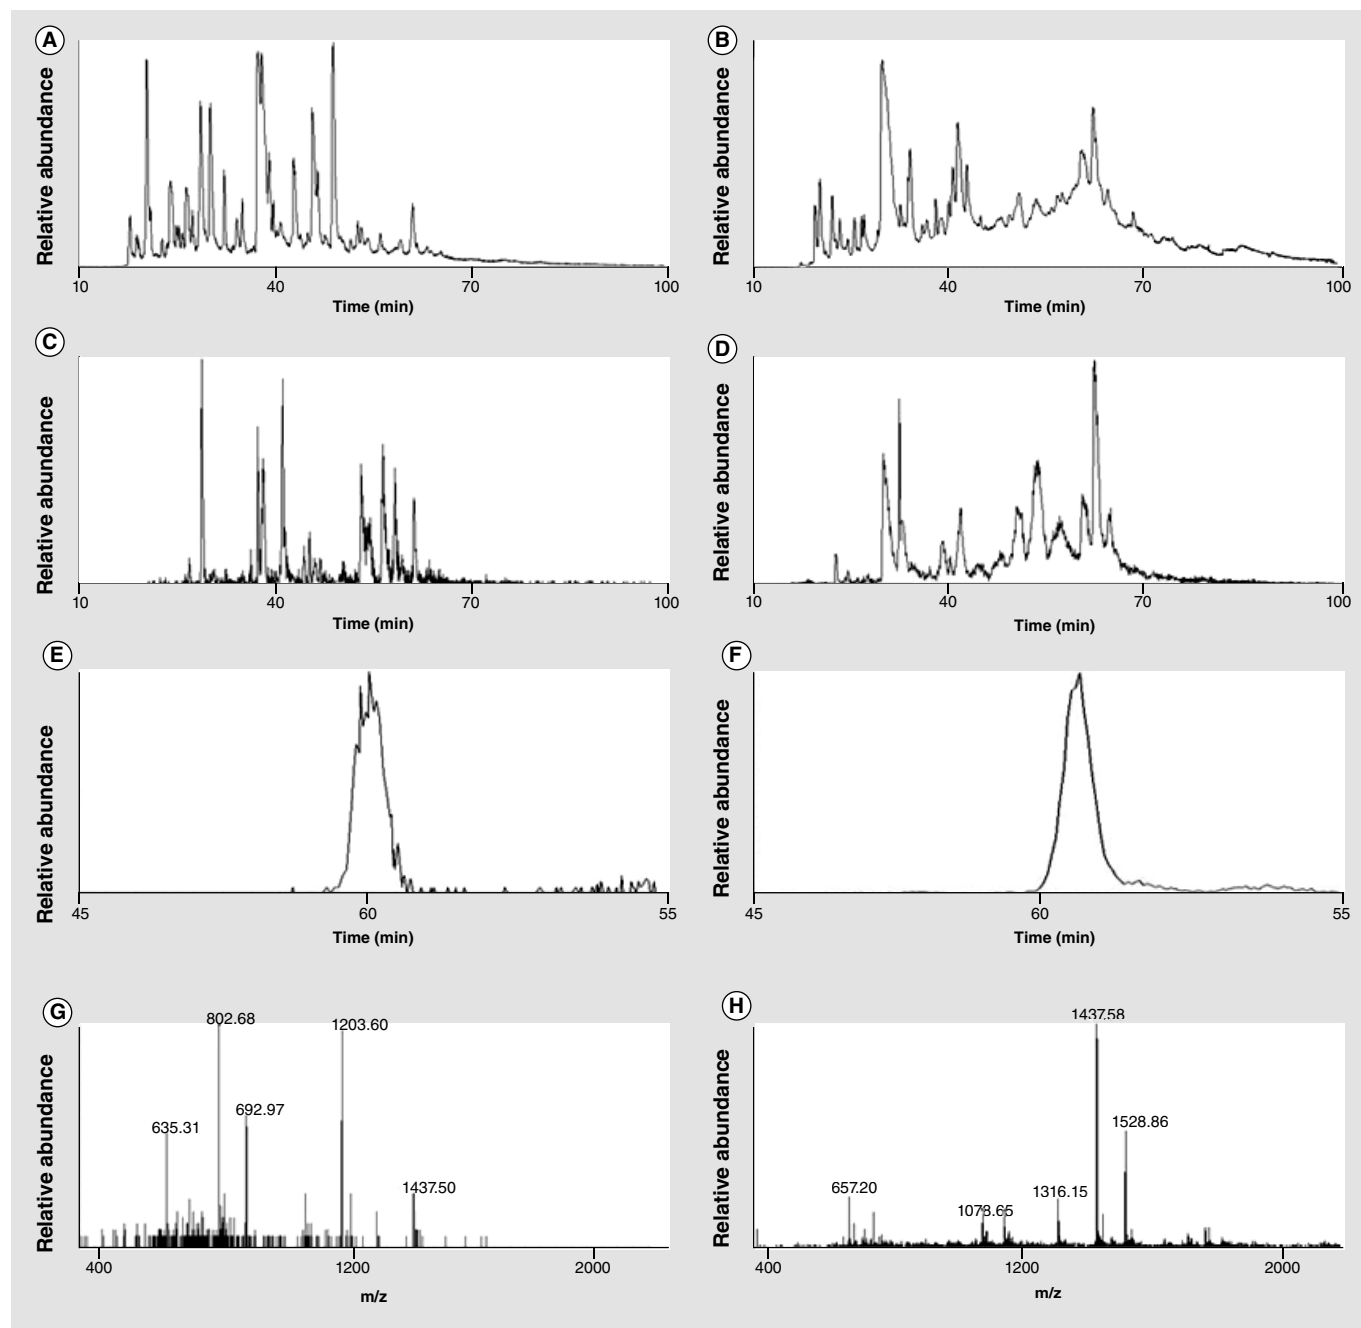 A
B
Relative abundance
Relative abundance
10 40 70 100
10 40 70 100
Time (min)
Time (min)
C
D
Relative abundance
Relative abundance
10 40 70 100
10 40 70 100
Time (min)
Time (min)
E
F
Relative abundance
Relative abundance
45 60 55
45 60 55
Time (min)
Time (min)
G
H
Relative abundance
Relative abundance
802.68
1203.60
692.97
635.31
1437.50
1437.58
1528.86
657.20
1316.15
1073.65
400 1200 2000
400 1200 2000
m/z
m/z